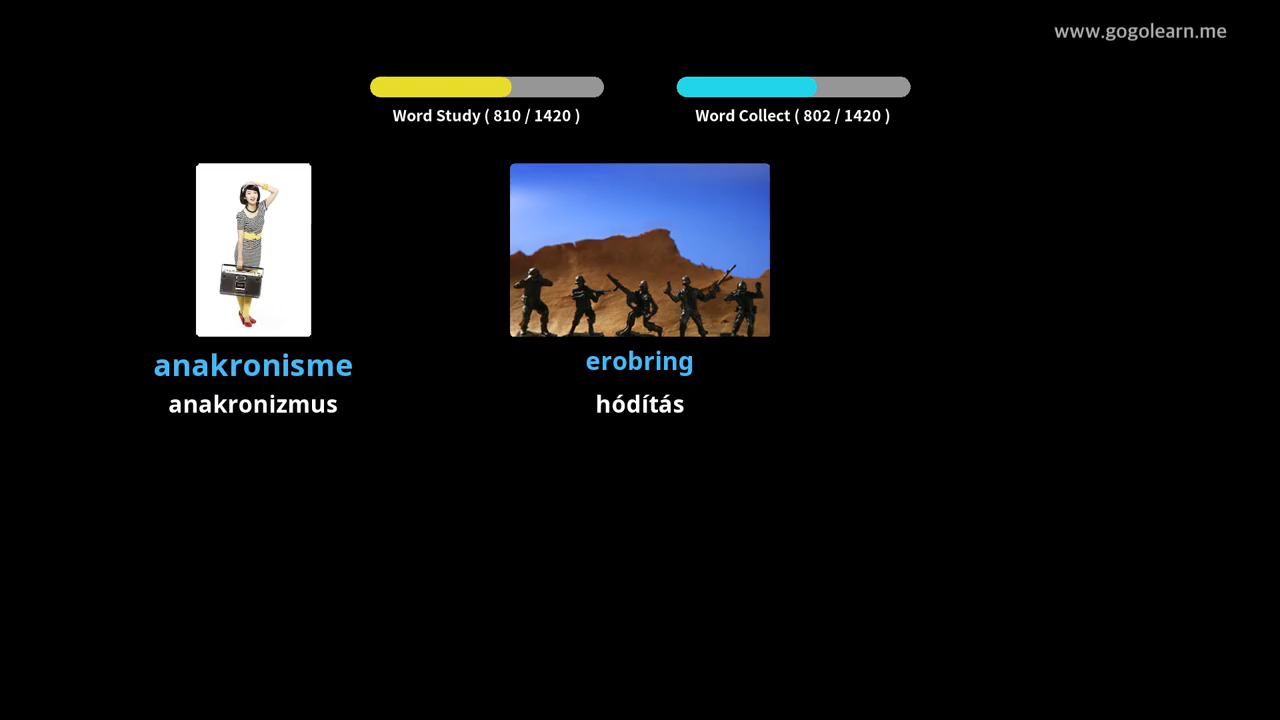 www.gogolearn.me
Word Study ( 810 / 1420 )
Word Collect ( 802 / 1420 )
anakronisme
anakronizmus
erobring
hódítás